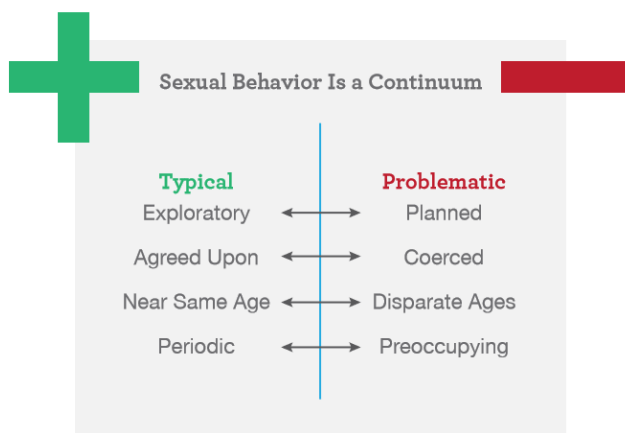 Sexual Behavior Is a Continuum
Typical Problematic
Exploratory Planned
Agreed Upon Coerced
Near Same Age Disparate Ages
Periodic Preoccupying